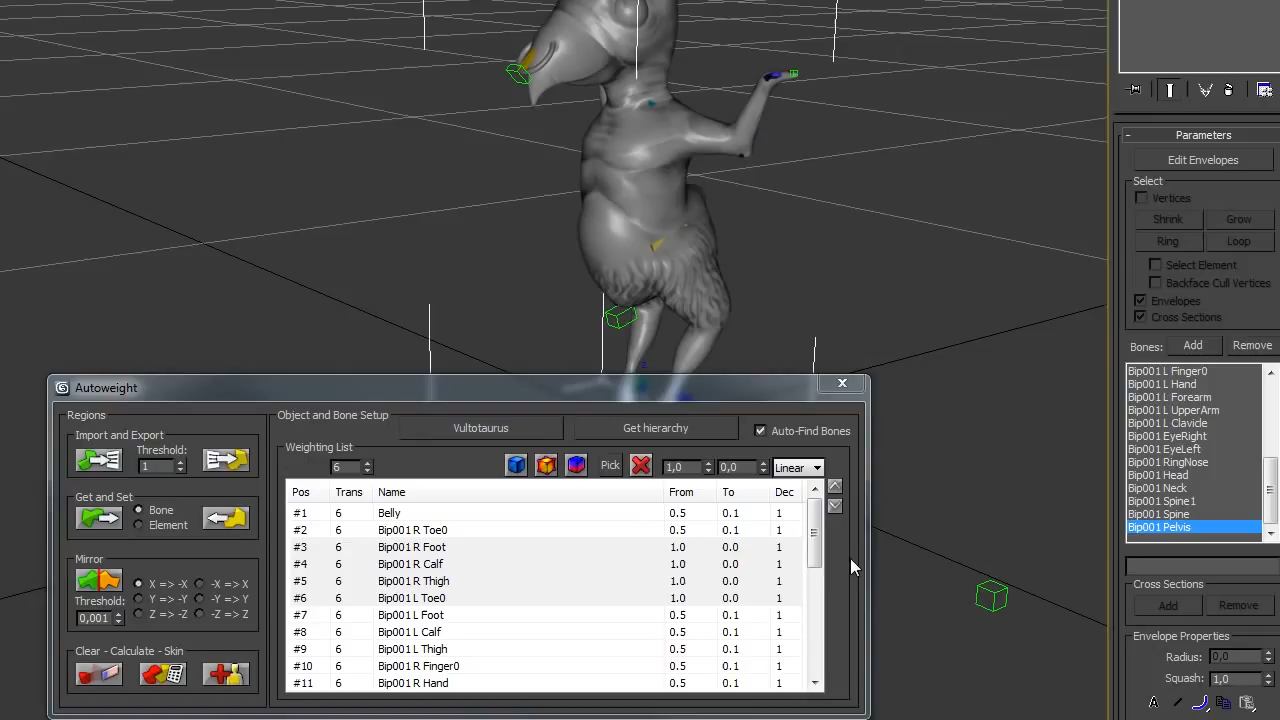 Parameters
Edit Envelopes
Select
Vertices
Shrink Grow
Ring Loop
Select Element
Backface Cull Vertices
Envelopes
Cross Sections
Bones: Add Remove
Bip001 L Finger0
Bip001 L Hand
Bip001 L Forearm
Bip001 L UpperArm
Bip001 L Clavicle
Bip001 EyeRight
Bip001 EyeLeft
Bip001 RingNose
Bip001 Head
Bip001 Neck
Bip001 Spine1
Bip001 Spine
Bip001 Pelvis
Cross Sections
Add Remove
Envelope Properties
Radius: 0,0
Squash: 1,0
A
Autoweight
Regions
Import and Export
Threshold:
1
Get and Set
Bone
Element
Mirror
X => -X -X => X
Threshold: Y => -Y -Y => Y
0,001 Z => -Z -Z => Z
Clear - Calculate - Skin
Object and Bone Setup
Vultotaurus Get hierarchy Auto-Find Bones
Weighting List
6 Pick 1,0 0,0 Linear
Pos Trans Name From To Dec
#1 6 Belly 0.5 0.1 1
#2 6 Bip001 R Toe0 0.5 0.1 1
#3 6 Bip001 R Foot 1.0 0.0 1
#4 6 Bip001 R Calf 1.0 0.0 1
#5 6 Bip001 R Thigh 1.0 0.0 1
#6 6 Bip001 L Toe0 1.0 0.0 1
#7 6 Bip001 L Foot 0.5 0.1 1
#8 6 Bip001 L Calf 0.5 0.1 1
#9 6 Bip001 L Thigh 0.5 0.1 1
#10 6 Bip001 R Finger0 0.5 0.1 1
#11 6 Bip001 R Hand 0.5 0.1 1